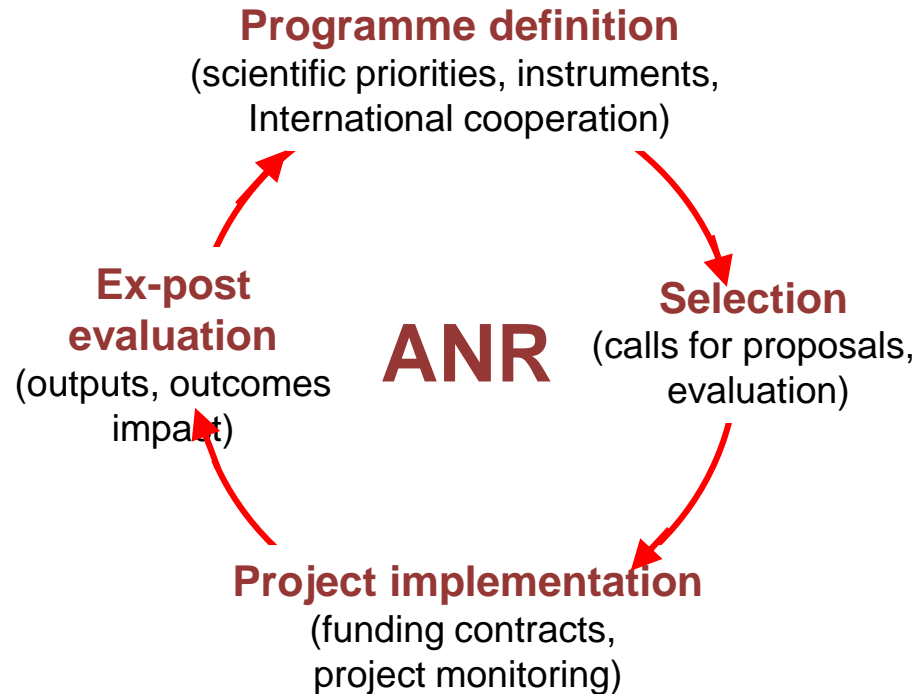 Programme definition
(scientific priorities, instruments,
International cooperation)
Ex-post
evaluation
(outputs, outcomes
impact)
ANR
Selection
(calls for proposals,
evaluation)
Project implementation
(funding contracts,
project monitoring)